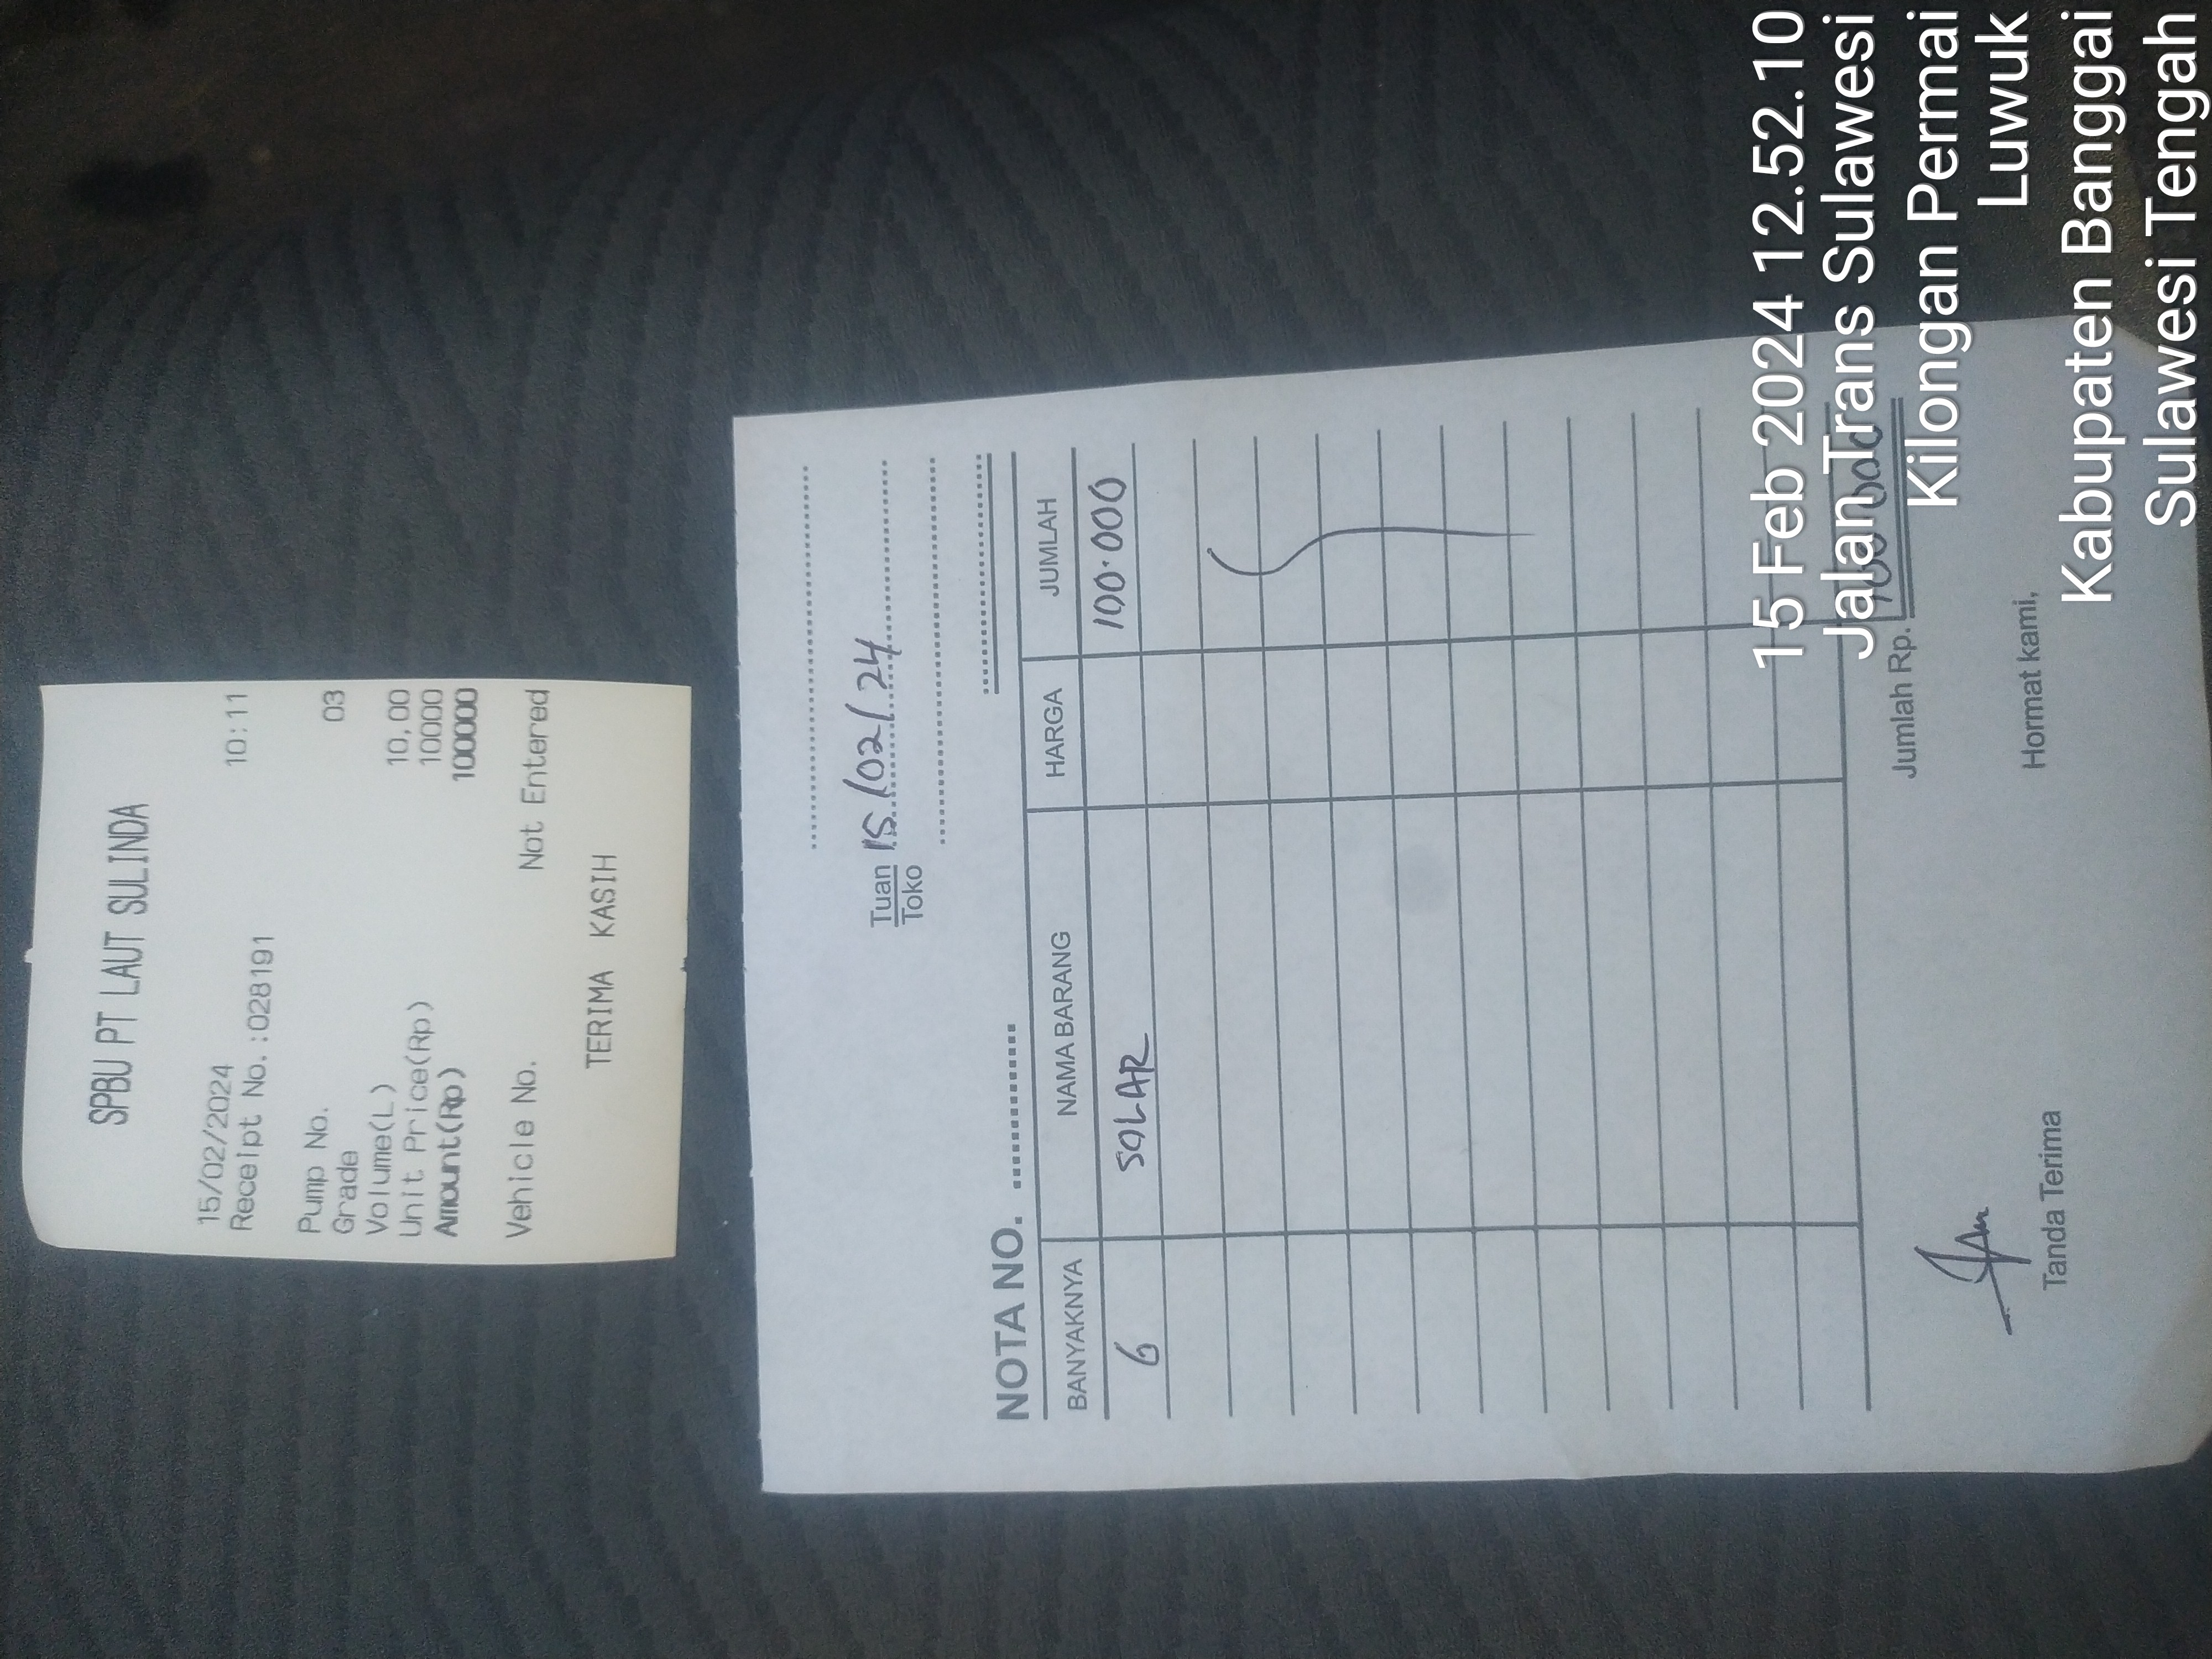 SPBU PT LAUT SULINDA
15/02/2024 10:11
Receipt No.:028191
Pump No. 03
Grade
Volume(L) 10,00
Unit Price(Rp) 10000
Amount(Rp) 100000
Vehicle No. Not Entered
TERIMA KASIH
Tuan 15/02/24
Toko
NOTA NO.
BANYAKNYA NAMA BARANG HARGA JUMLAH
6 SOLAR 100.000
Jumlah Rp. 100.000
Tanda Terima Hormat kami,
15 Feb 2024 12.52.10
Jalan Trans Sulawesi
Kilongan Permai
Luwuk
Kabupaten Banggai
Sulawesi Tengah